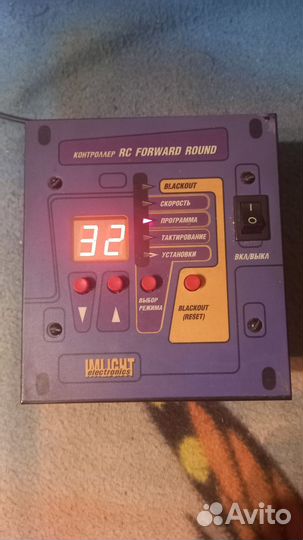 КОНТРОЛЛЕР RC FORWARD ROUND
BLACKOUT
СКОРОСТЬ
ПРОГРАММА
ТАКТИРОВАНИЕ
УСТАНОВКИ
32
I
ВКЛ/ВЫКЛ
ВЫБОР
РЕЖИМА
BLACKOUT
(RESET)
IMLIGHT
electronics
Avito